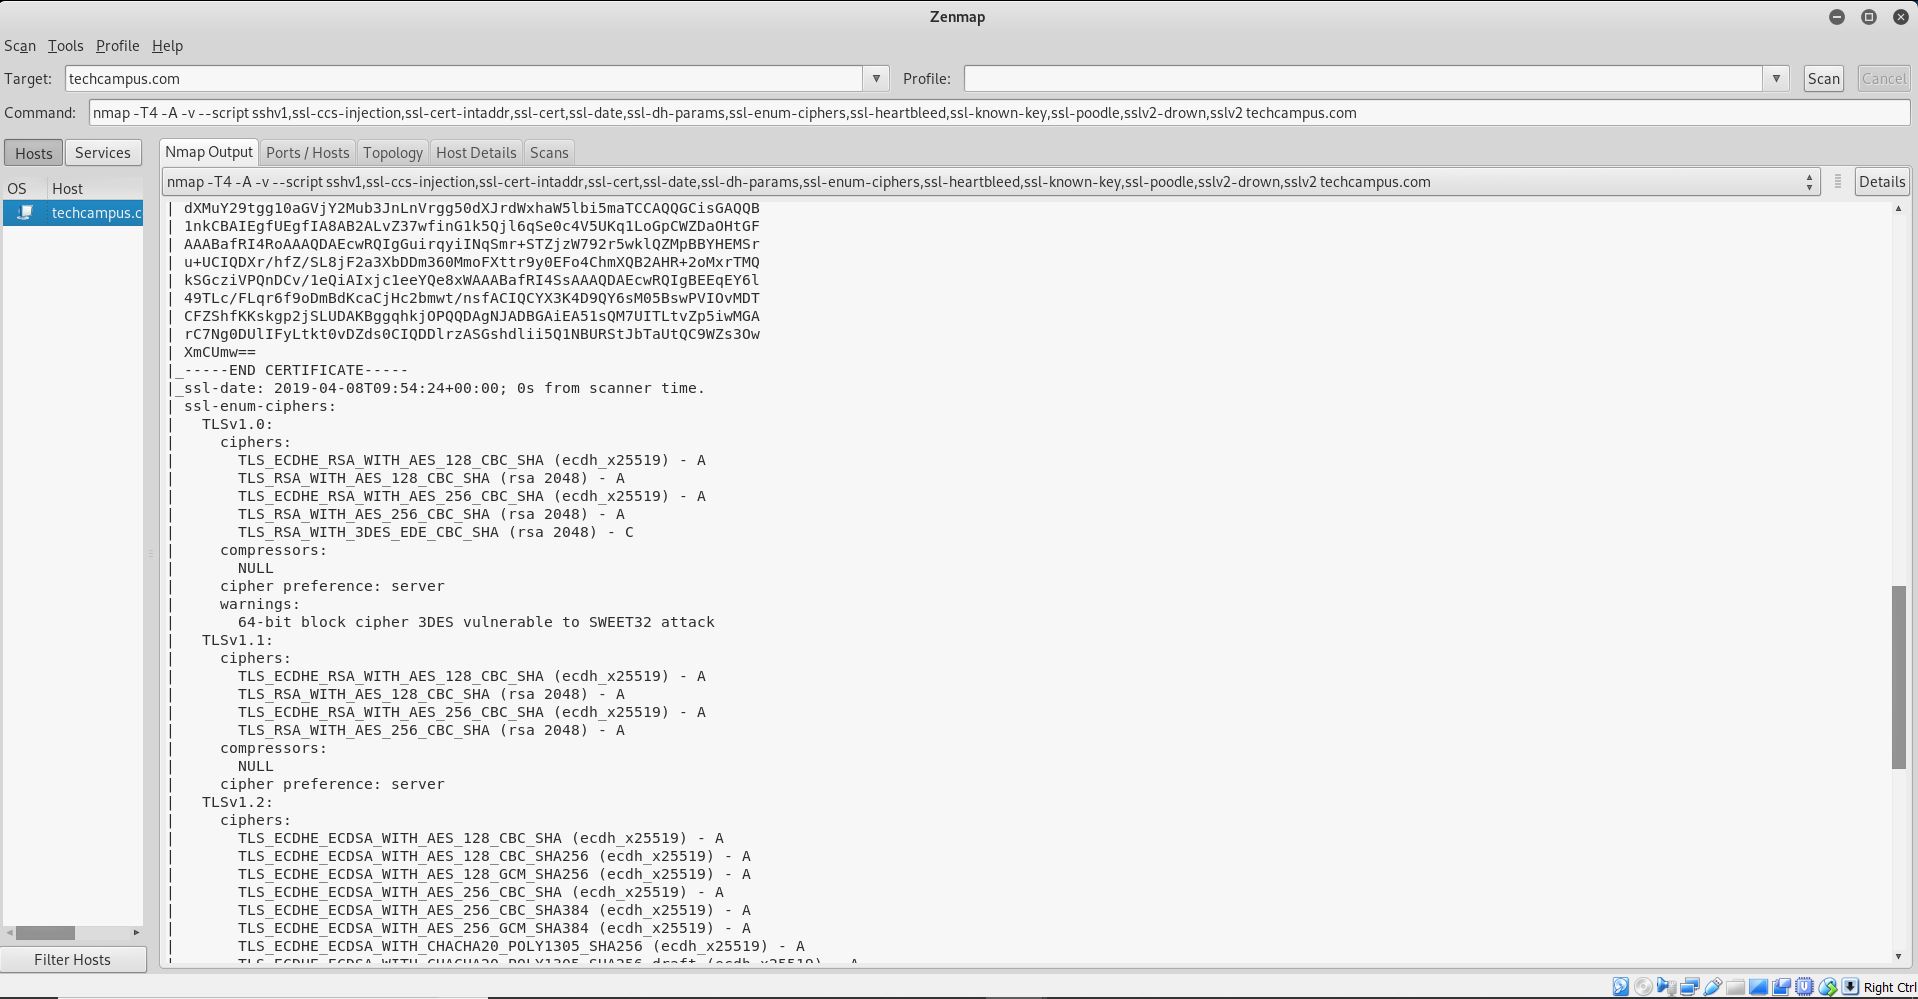 Zenmap
Scan Tools Profile Help
Target: techcampus.com Profile: Scan Cancel
Command: nmap -T4 -A -v --script sshv1,ssl-ccs-injection,ssl-cert-intaddr,ssl-cert,ssl-date,ssl-dh-params,ssl-enum-ciphers,ssl-heartbleed,ssl-known-key,ssl-poodle,sslv2-drown,sslv2 techcampus.com
Hosts Services Nmap Output Ports / Hosts Topology Host Details Scans
nmap -T4 -A -v --script sshv1,ssl-ccs-injection,ssl-cert-intaddr,ssl-cert,ssl-date,ssl-dh-params,ssl-enum-ciphers,ssl-heartbleed,ssl-known-key,ssl-poodle,sslv2-drown,sslv2 techcampus.com Details
OS Host
techcampus.c
| dXMuY29tgg10aGVjY2Mub3JnLnVrgg50dXJrdWxhaW5lbi5maTCCAQQGCisGAQQB
| 1nkCBAIEgfUEgfIA8AB2ALvZ37wfinG1k5Qjl6qSe0c4V5UKq1LoGpCWZDaOHtGF
| AAABafRI4RoAAAQDAEcwRQIgGuirqyiINqSmr+STZjzW792r5wklQZMpBBYHEMSr
| u+UCIQDXr/hfZ/SL8jF2a3XbDDm360MmoFXttr9y0EFo4ChmXQB2AHR+2oMxrTMQ
| kSGcziVPQnDCv/1eQiAIxjc1eeYQe8xWAAABafRI4SsAAAQDAEcwRQIgBEEqEY6l
| 49TLc/FLqr6f9oDmBdKcaCjHc2bmwt/nsfACIQCYX3K4D9QY6sM05BswPVIOvMDT
| CFZShfKKskgp2jSLUDAKBggqhkjOPQQDAgNJADBGAiEA51sQM7UITLtvZp5iwMGA
| rC7Ng0DUlIFyLtkt0vDZds0CIQDDlrzASGshdlii5Q1NBURStJbTaUtQC9WZs3Ow
| XmCUmw==
|_-----END CERTIFICATE-----
|_ssl-date: 2019-04-08T09:54:24+00:00; 0s from scanner time.
| ssl-enum-ciphers:
| TLSv1.0:
| ciphers:
| TLS_ECDHE_RSA_WITH_AES_128_CBC_SHA (ecdh_x25519) - A
| TLS_RSA_WITH_AES_128_CBC_SHA (rsa 2048) - A
| TLS_ECDHE_RSA_WITH_AES_256_CBC_SHA (ecdh_x25519) - A
| TLS_RSA_WITH_AES_256_CBC_SHA (rsa 2048) - A
| TLS_RSA_WITH_3DES_EDE_CBC_SHA (rsa 2048) - C
| compressors:
| NULL
| cipher preference: server
| warnings:
| 64-bit block cipher 3DES vulnerable to SWEET32 attack
| TLSv1.1:
| ciphers:
| TLS_ECDHE_RSA_WITH_AES_128_CBC_SHA (ecdh_x25519) - A
| TLS_RSA_WITH_AES_128_CBC_SHA (rsa 2048) - A
| TLS_ECDHE_RSA_WITH_AES_256_CBC_SHA (ecdh_x25519) - A
| TLS_RSA_WITH_AES_256_CBC_SHA (rsa 2048) - A
| compressors:
| NULL
| cipher preference: server
| TLSv1.2:
| ciphers:
| TLS_ECDHE_ECDSA_WITH_AES_128_CBC_SHA (ecdh_x25519) - A
| TLS_ECDHE_ECDSA_WITH_AES_128_CBC_SHA256 (ecdh_x25519) - A
| TLS_ECDHE_ECDSA_WITH_AES_128_GCM_SHA256 (ecdh_x25519) - A
| TLS_ECDHE_ECDSA_WITH_AES_256_CBC_SHA (ecdh_x25519) - A
| TLS_ECDHE_ECDSA_WITH_AES_256_CBC_SHA384 (ecdh_x25519) - A
| TLS_ECDHE_ECDSA_WITH_AES_256_GCM_SHA384 (ecdh_x25519) - A
| TLS_ECDHE_ECDSA_WITH_CHACHA20_POLY1305_SHA256 (ecdh_x25519) - A
| TLS_ECDHE_ECDSA_WITH_CHACHA20_POLY1305_SHA256_draft (ecdh_x25519) - A
Filter Hosts
Right Ctrl